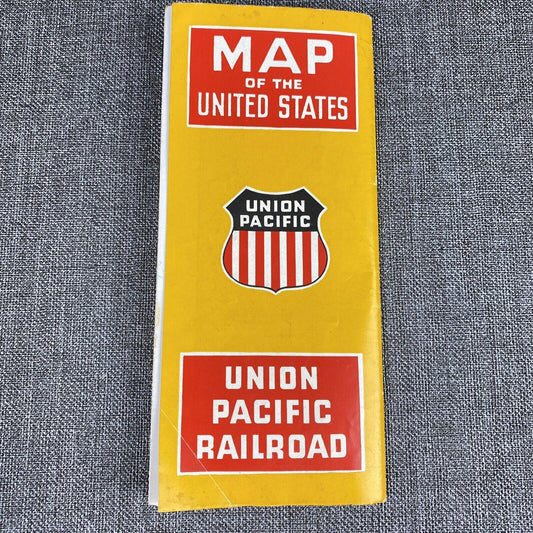 MAP
OF THE
UNITED STATES
UNION
PACIFIC
UNION
PACIFIC
RAILROAD